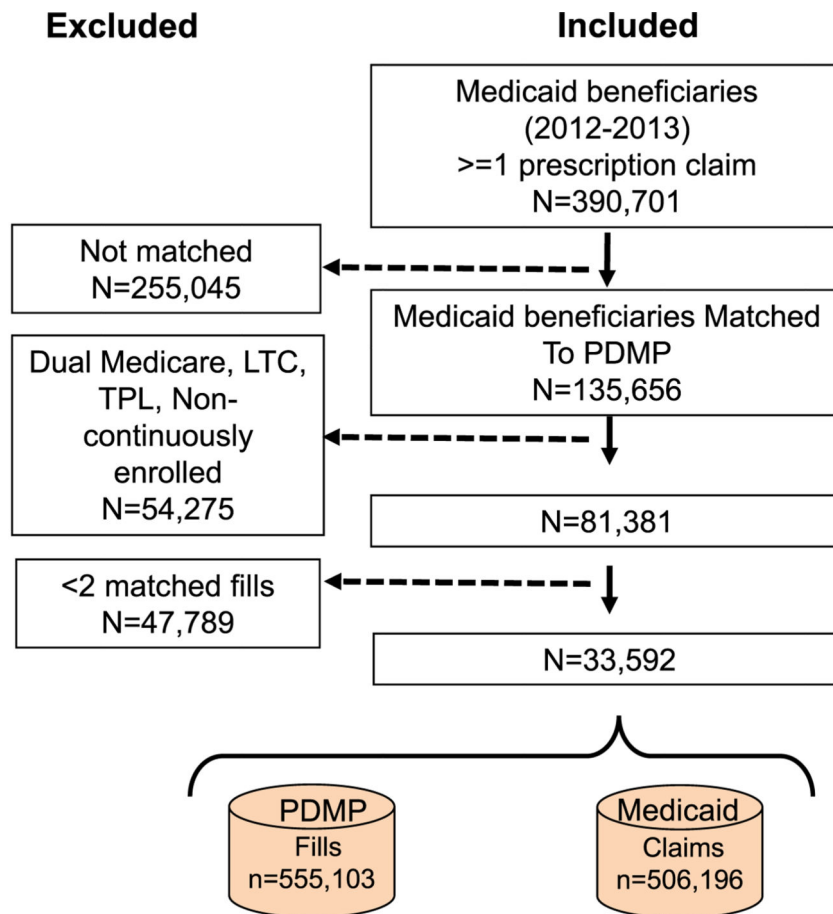 Excluded
Included
Medicaid beneficiaries
(2012-2013)
>=1 prescription claim
N=390,701
Not matched
N=255,045
Medicaid beneficiaries Matched
To PDMP
N=135,656
Dual Medicare, LTC,
TPL, Non-
continuously
enrolled
N=54,275
N=81,381
<2 matched fills
N=47,789
N=33,592
PDMP
Fills
n=555,103
Medicaid
Claims
n=506,196